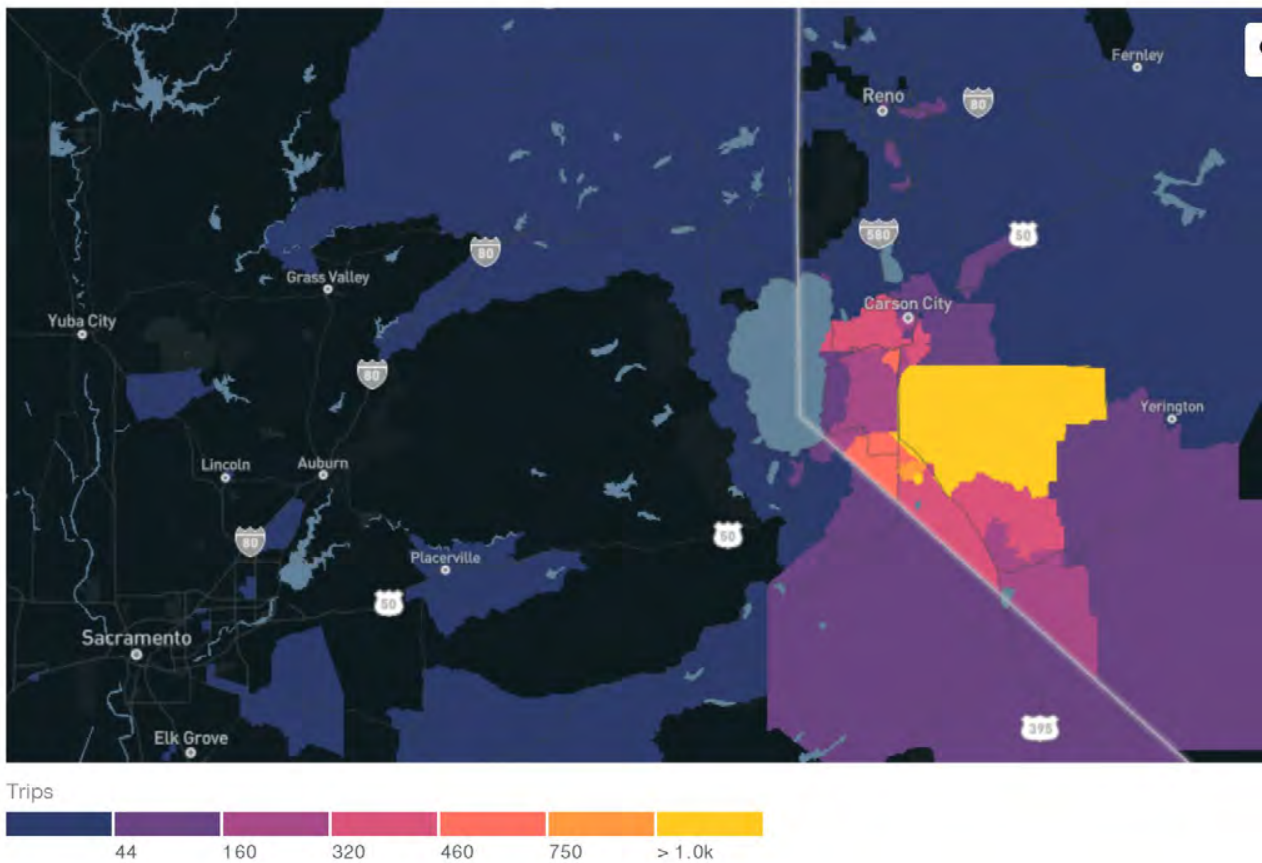 Fernley
Reno
80
580
50
80
Grass Valley
Carson City
Yuba City
80
Yerington
Lincoln
Auburn
80
50
Placerville
50
Sacramento
395
Elk Grove
Trips
44 160 320 460 750 > 1.0k